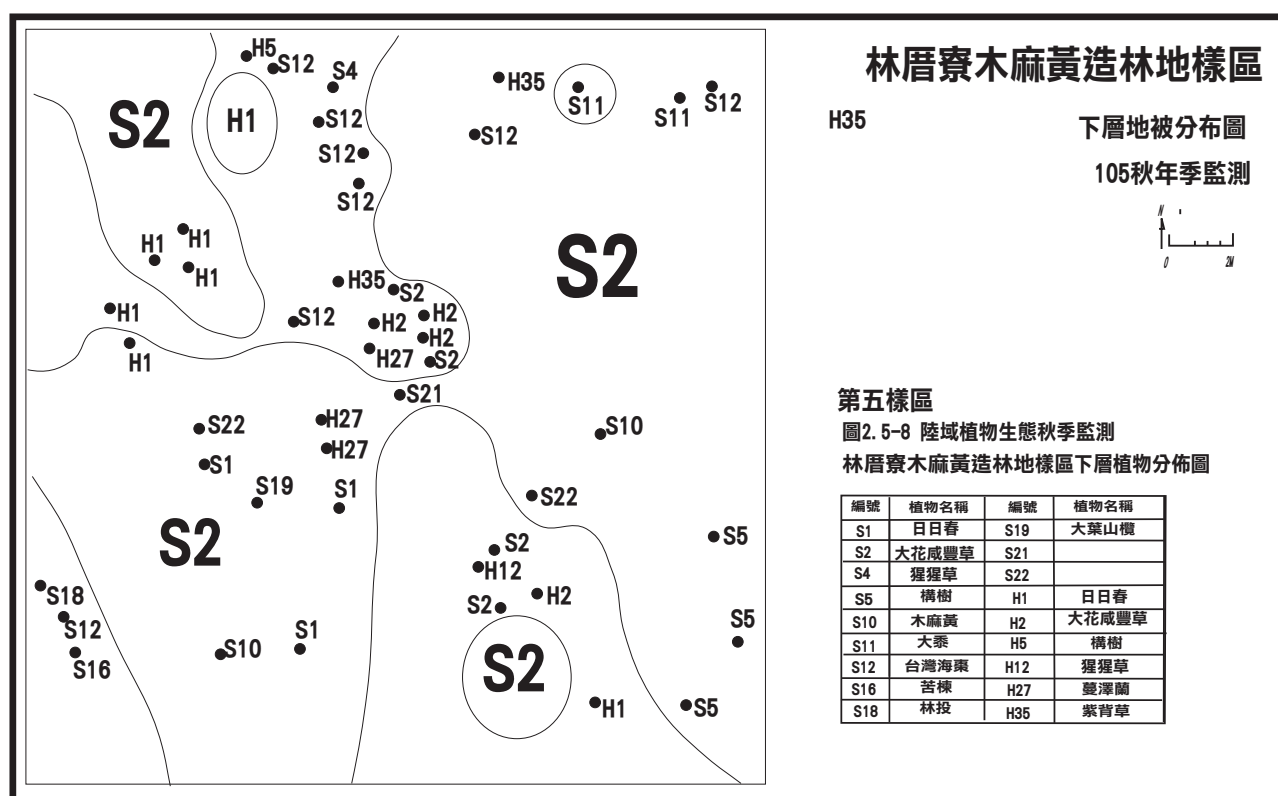 林厝寮木麻黃造林地樣區
H35
下層地被分布圖
105秋年季監測
N
0 2M
H5
S12
S4
H35
S11
S11
S12
S2
H1
S12
S12
S12
S12
H1
H1
H1
S2
H35
S2
H1
S12
H2
H2
H2
H1
H27
S2
S21
S22
H27
S10
H27
S1
S19
S1
S22
S2
S5
S2
H12
S18
S2
H2
S12
S5
S16
S10
S1
S2
H1
S5
第五樣區
圖2.5-8 陸域植物生態秋季監測
林厝寮木麻黃造林地樣區下層植物分佈圖
編號 植物名稱 編號 植物名稱
S1 日日春 S19 大葉山欖
S2 大花咸豐草 S21
S4 猩猩草 S22
S5 構樹 H1 日日春
S10 木麻黃 H2 大花咸豐草
S11 大黍 H5 構樹
S12 台灣海棗 H12 猩猩草
S16 苦楝 H27 蔓澤蘭
S18 林投 H35 紫背草